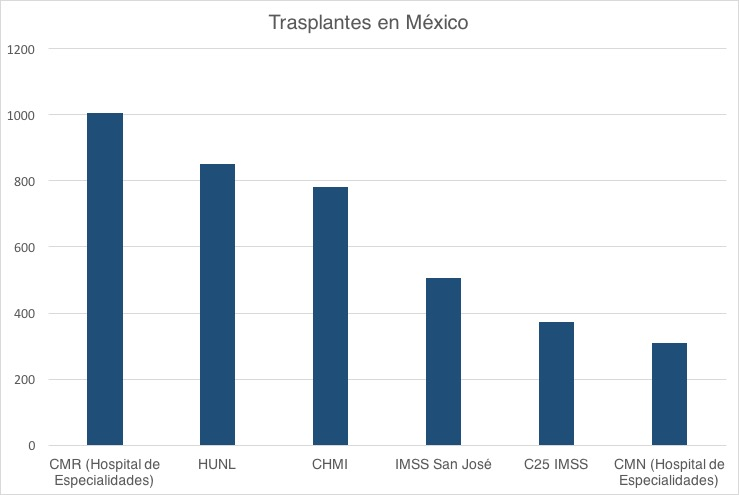 Trasplantes en México
1200
1000
800
600
400
200
0
CMR (Hospital de
Especialidades)
HUNL
CHMI
IMSS San José
C25 IMSS
CMN (Hospital de
Especialidades)